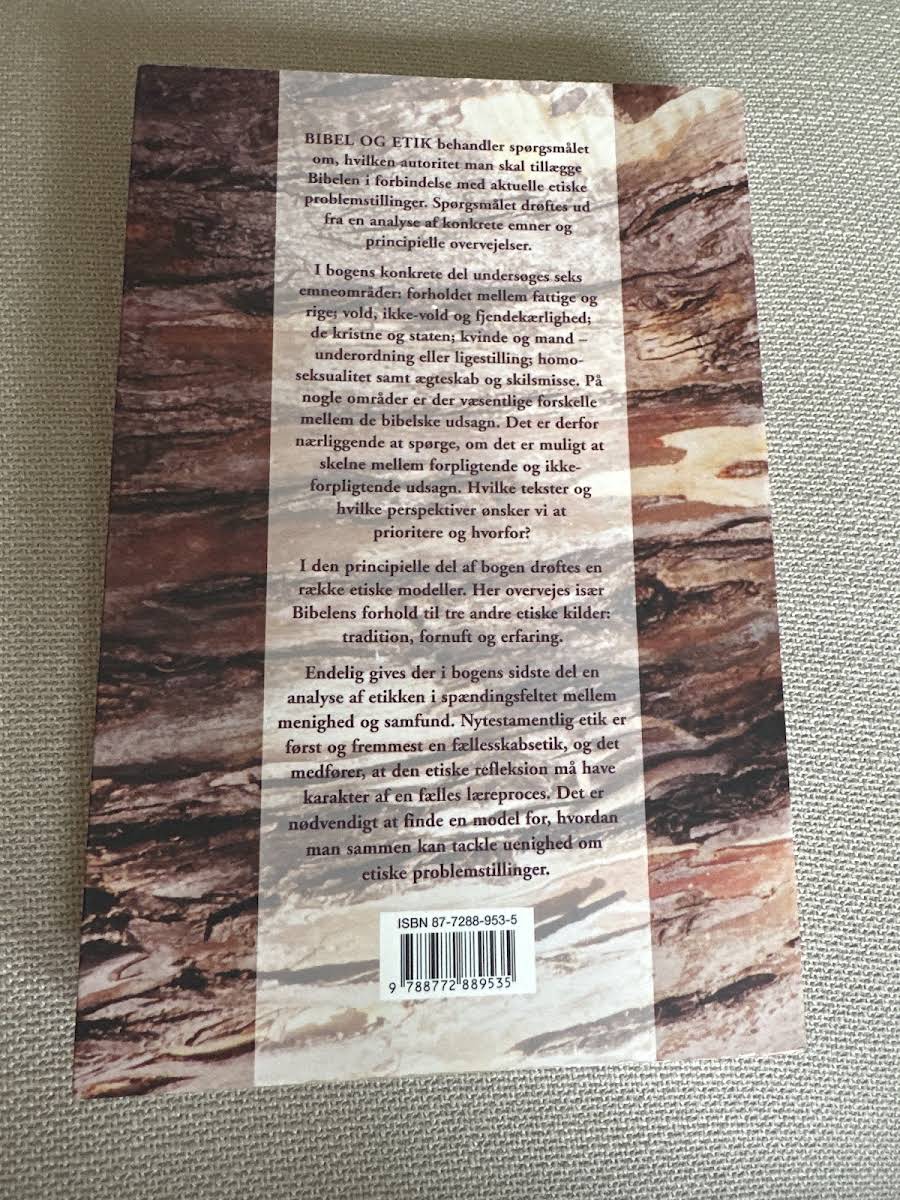 BIBEL OG ETIK behandler spørgsmålet
om, hvilken autoritet man skal tillægge
Bibelen i forbindelse med aktuelle etiske
problemstillinger. Spørgsmålet drøftes ud
fra en analyse af konkrete emner og
principielle overvejelser.
I bogens konkrete del undersøges seks
emneområder: forholdet mellem fattige og
rige; vold, ikke-vold og fjendekærlighed;
de kristne og staten; kvinde og mand –
underordning eller ligestilling; homo-
seksualitet samt ægteskab og skilsmisse. På
nogle områder er der væsentlige forskelle
mellem de bibelske udsagn. Det er derfor
nærliggende at spørge, om det er muligt at
skelne mellem forpligtende og ikke-
forpligtende udsagn. Hvilke tekster og
hvilke perspektiver ønsker vi at
prioritere og hvorfor?
I den principielle del af bogen drøftes en
række etiske modeller. Her overvejes især
Bibelens forhold til tre andre etiske kilder:
tradition, fornuft og erfaring.
Endelig gives der i bogens sidste del en
analyse af etikken i spændingsfeltet mellem
menighed og samfund. Nytestamentlig etik er
først og fremmest en fællesskabsetik, og det
medfører, at den etiske refleksion må have
karakter af en fælles læreproces. Det er
nødvendigt at finde en model for, hvordan
man sammen kan tackle uenighed om
etiske problemstillinger.
ISBN 87-7288-953-5
9 788772 889535